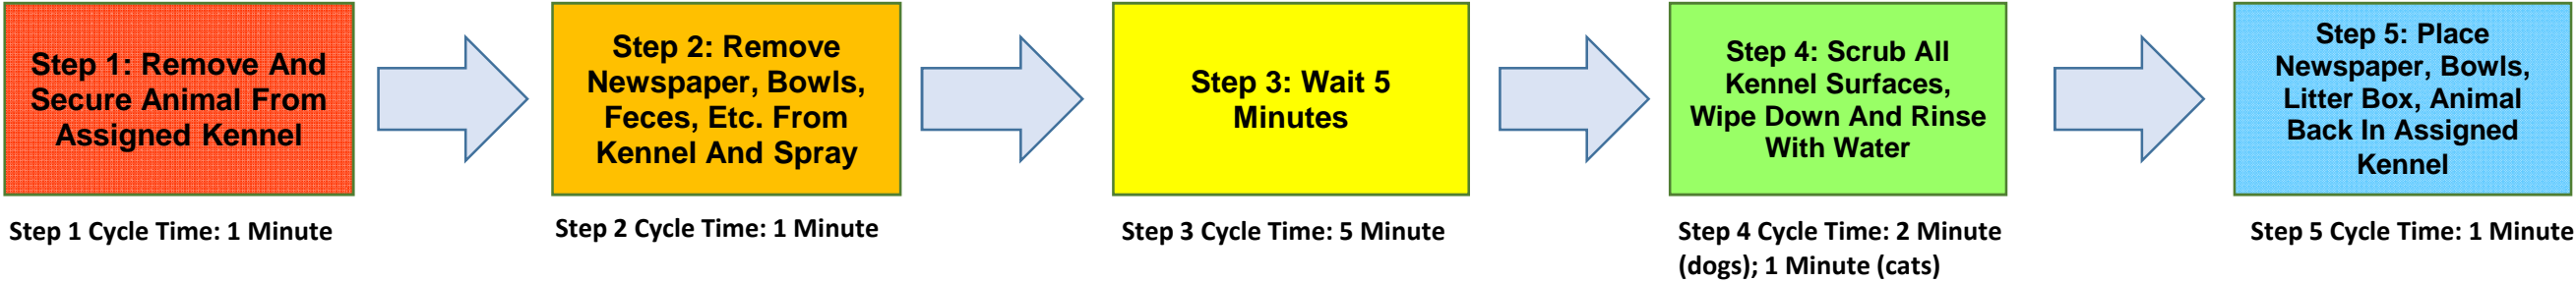 Step 1: Remove And
Secure Animal From
Assigned Kennel
Step 1 Cycle Time: 1 Minute
Step 2: Remove
Newspaper, Bowls,
Feces, Etc. From
Kennel And Spray
Step 2 Cycle Time: 1 Minute
Step 3: Wait 5
Minutes
Step 3 Cycle Time: 5 Minute
Step 4: Scrub All
Kennel Surfaces,
Wipe Down And Rinse
With Water
Step 4 Cycle Time: 2 Minute
(dogs); 1 Minute (cats)
Step 5: Place
Newspaper, Bowls,
Litter Box, Animal
Back In Assigned
Kennel
Step 5 Cycle Time: 1 Minute